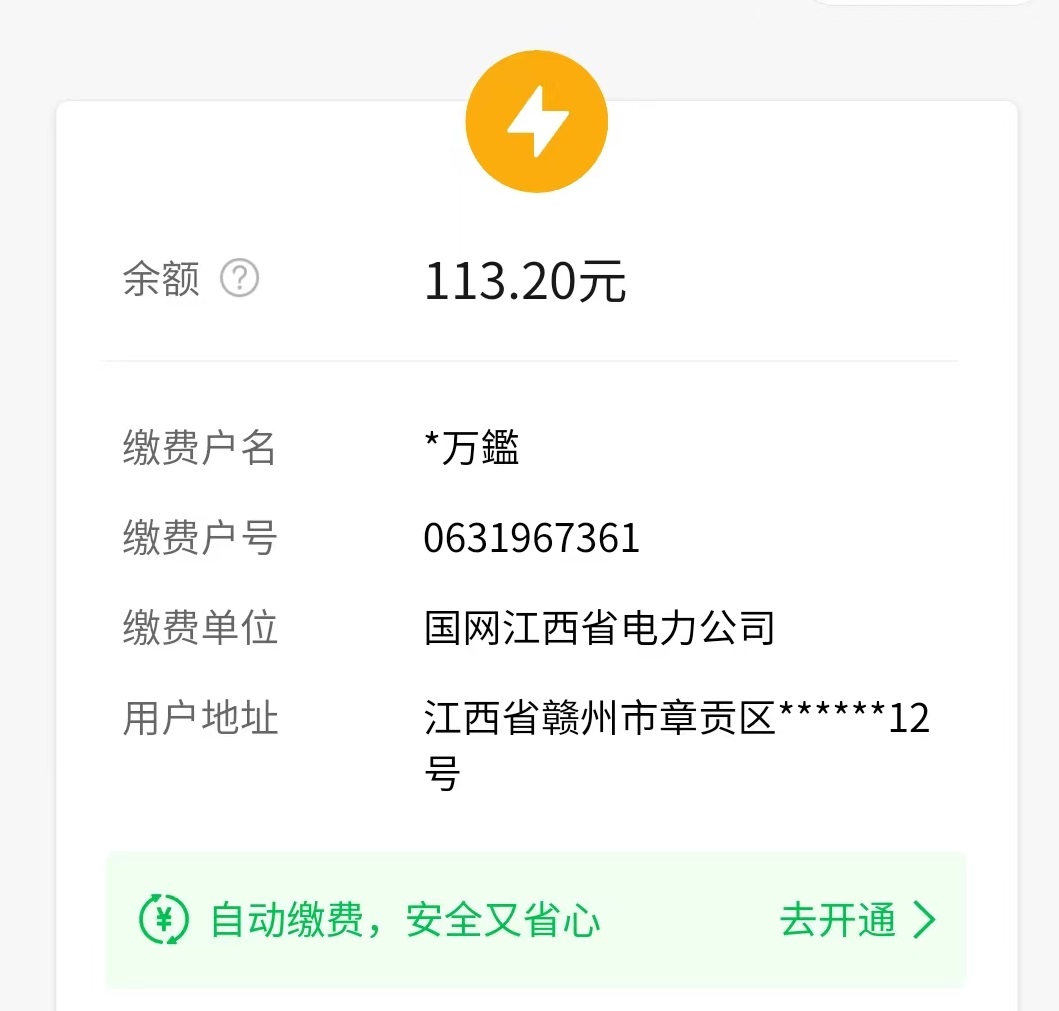 余额 113.20元
缴费户名 *万鑑
缴费户号 0631967361
缴费单位 国网江西省电力公司
用户地址 江西省赣州市章贡区******12
号
自动缴费，安全又省心 去开通